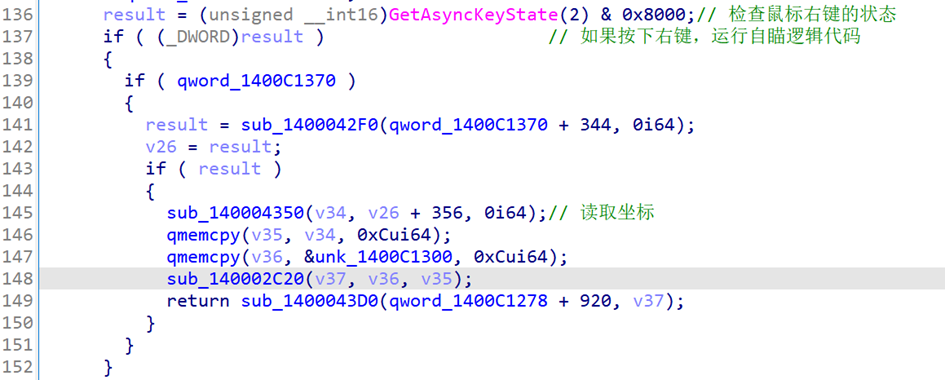 136 result = (unsigned __int16)GetAsyncKeyState(2) & 0x8000;// 检查鼠标右键的状态
137 if ( (_DWORD)result ) // 如果按下右键，运行自瞄逻辑代码
138 {
139 if ( qword_1400C1370 )
140 {
141 result = sub_1400042F0(qword_1400C1370 + 344, 0i64);
142 v26 = result;
143 if ( result )
144 {
145 sub_140004350(v34, v26 + 356, 0i64);// 读取坐标
146 qmemcpy(v35, v34, 0xCui64);
147 qmemcpy(v36, &unk_1400C1300, 0xCui64);
148 sub_140002C20(v37, v36, v35);
149 return sub_1400043D0(qword_1400C1278 + 920, v37);
150 }
151 }
152 }